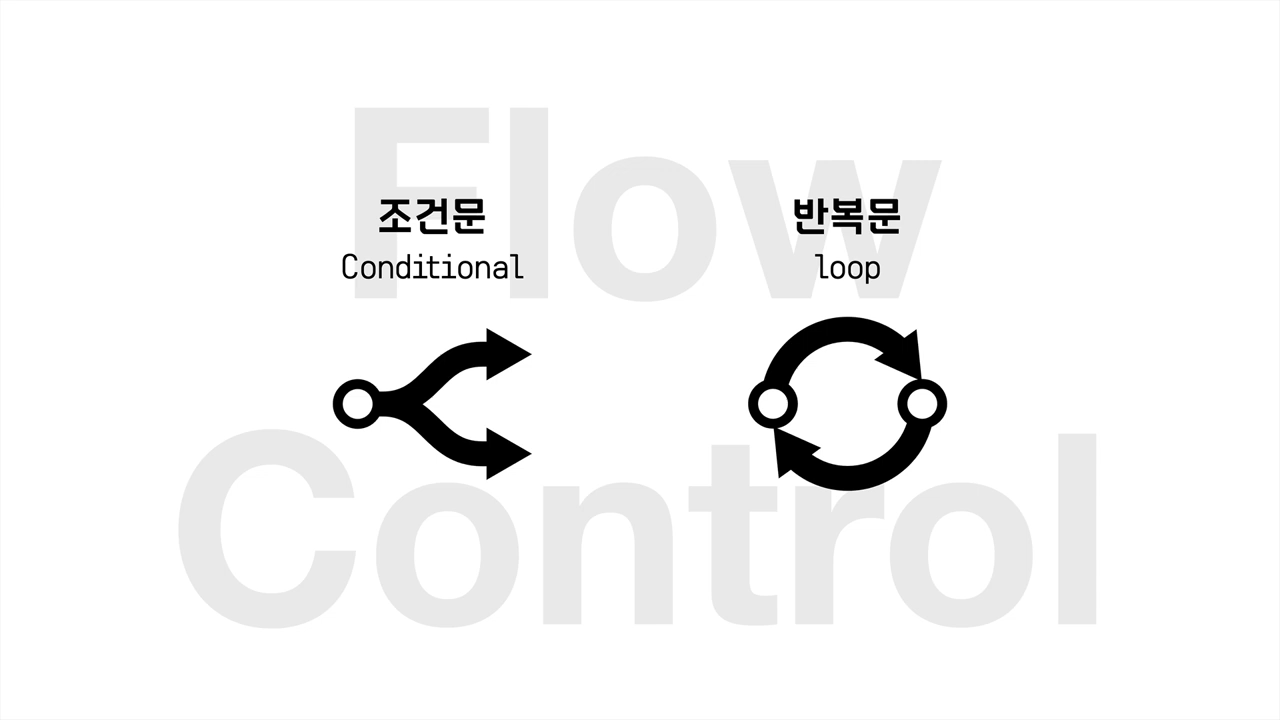 Flow
조건문
Conditional
반복문
loop
Control